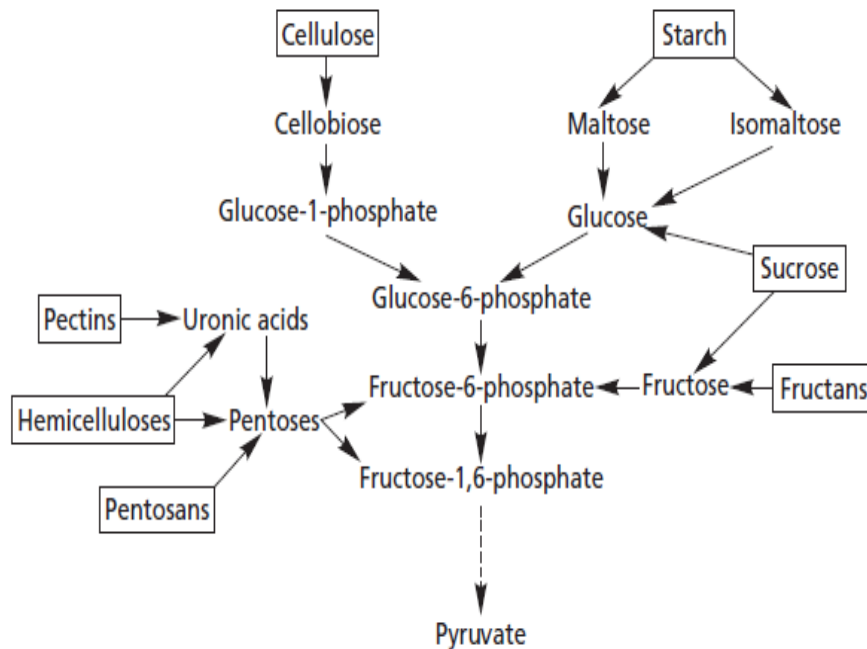 Cellulose
Starch
Cellobiose
Maltose
Isomaltose
Glucose-1-phosphate
Glucose
Sucrose
Glucose-6-phosphate
Pectins
Uronic acids
Fructose-6-phosphate
Fructose
Fructans
Hemicelluloses
Pentoses
Fructose-1,6-phosphate
Pentosans
Pyruvate